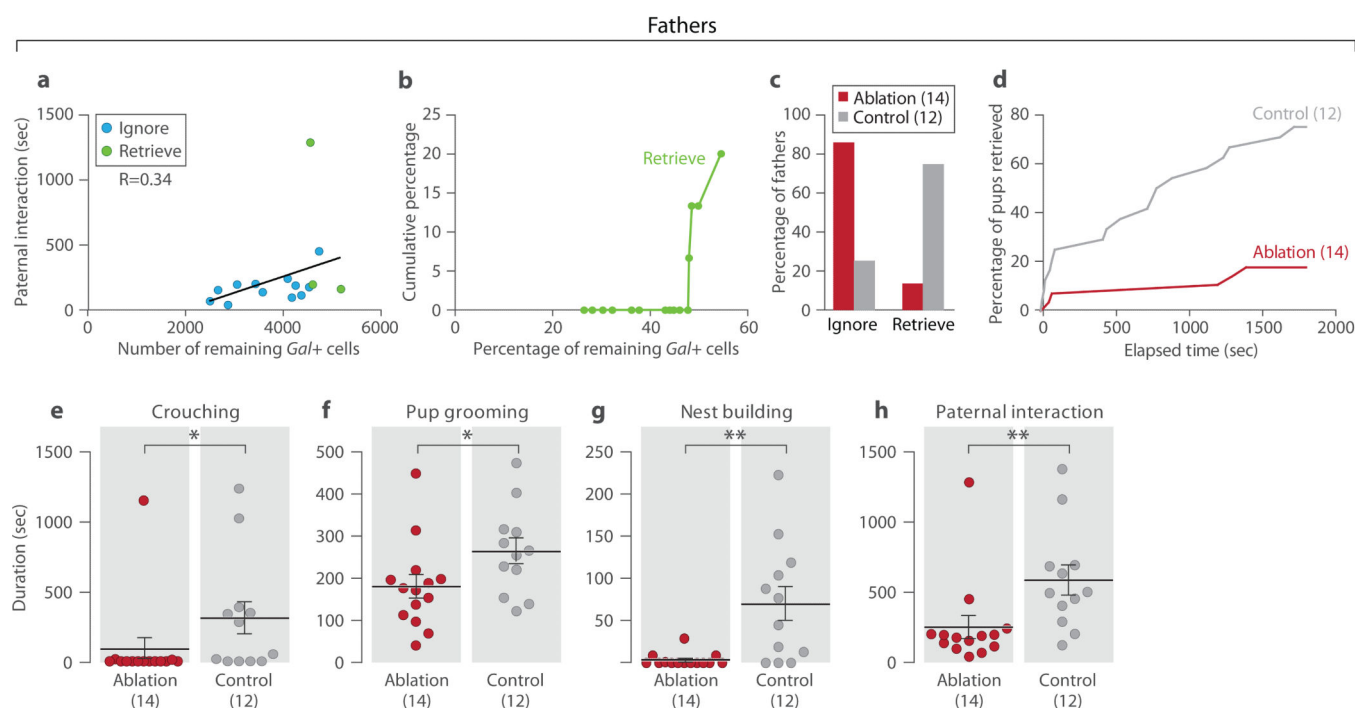 Fathers
a
1500
1000
500
0
0
2000
4000
6000
Paternal interaction (sec)
Number of remaining Gal+ cells
Ignore
Retrieve
R=0.34
b
25
20
15
10
5
0
0
20
40
60
Cumulative percentage
Percentage of remaining Gal+ cells
Retrieve
c
Ablation (14)
Control (12)
100
80
60
40
20
0
Percentage of fathers
Ignore
Retrieve
d
80
60
40
20
0
0
500
1000
1500
2000
Percentage of pups retrieved
Elapsed time (sec)
Control (12)
Ablation (14)
e
Crouching
*
1500
1000
500
0
Duration (sec)
Ablation
(14)
Control
(12)
f
Pup grooming
*
500
400
300
200
100
0
Ablation
(14)
Control
(12)
g
Nest building
**
250
200
150
100
50
0
Ablation
(14)
Control
(12)
h
Paternal interaction
**
1500
1000
500
0
Ablation
(14)
Control
(12)